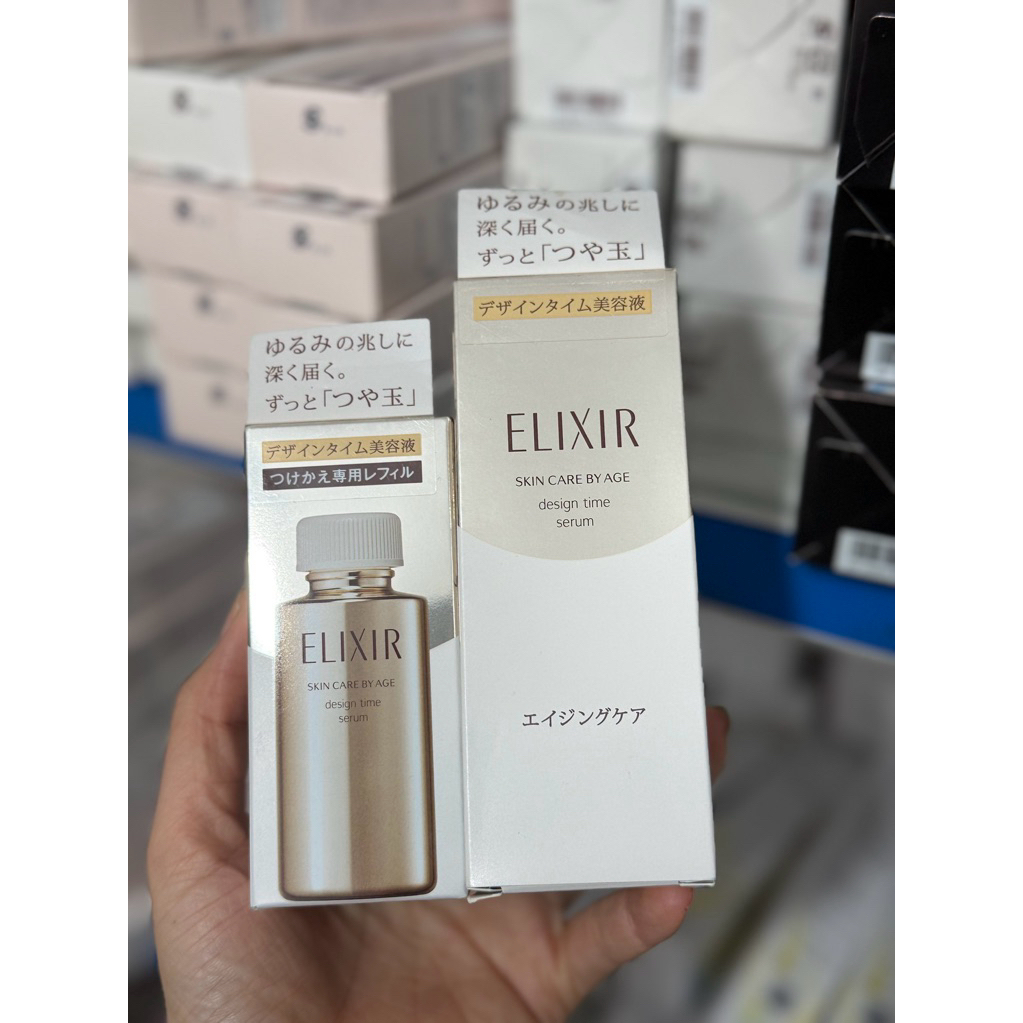 ゆるみの兆しに
深く届く。
ずっと「つや玉」
デザインタイム美容液
つけかえ専用レフィル
ELIXIR
SKIN CARE BY AGE
design time
serum
ゆるみの兆しに
深く届く。
ずっと「つや玉」
デザインタイム美容液
ELIXIR
SKIN CARE BY AGE
design time
serum
エイジングケア